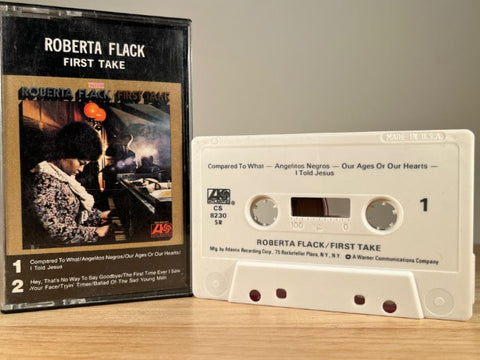 ROBERTA FLACK
FIRST TAKE
ROBERTA FLACK FIRST TAKE
1 Compared To What/Angelitos Negros/Our Ages Or Our Hearts/
I Told Jesus
2 Hey, That's No Way To Say Goodbye/The First Time Ever I Saw
Your Face/Tryin' Times/Ballad Of The Sad Young Men
MADE IN U.S.A.
Compared To What — Angelitos Negros — Our Ages Or Our Hearts —
I Told Jesus
ATLANTIC
CS
8230
SR
1
ROBERTA FLACK/FIRST TAKE
Mfg. by Atlantic Recording Corp., 75 Rockefeller Plaza, N.Y., N.Y. A Warner Communications Company